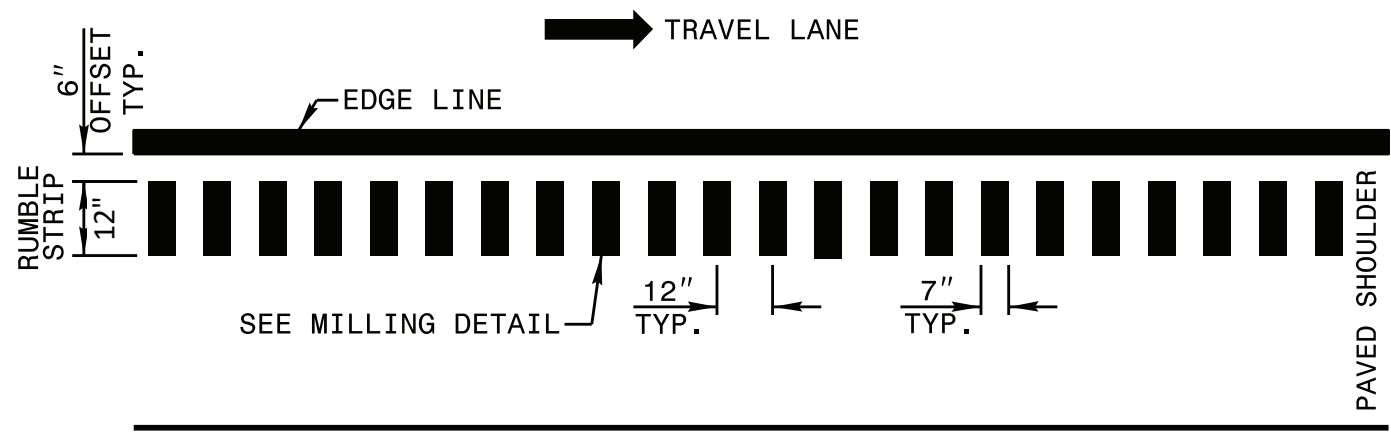 TRAVEL LANE
6"
OFFSET
TYP.
EDGE LINE
RUMBLE
STRIP
12"
SEE MILLING DETAIL
12"
TYP.
7"
TYP.
PAVED SHOULDER